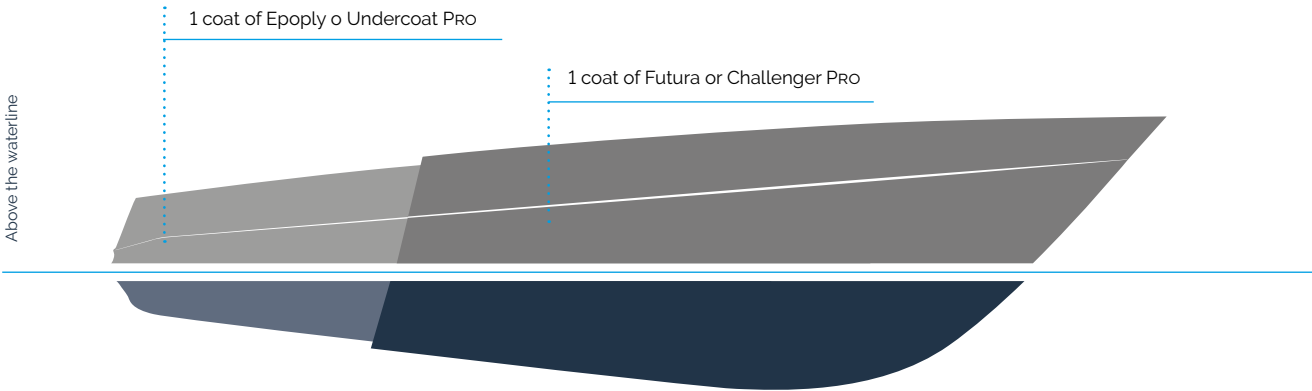 1 coat of Epoply o Undercoat PRO
1 coat of Futura or Challenger PRO
Above the waterline